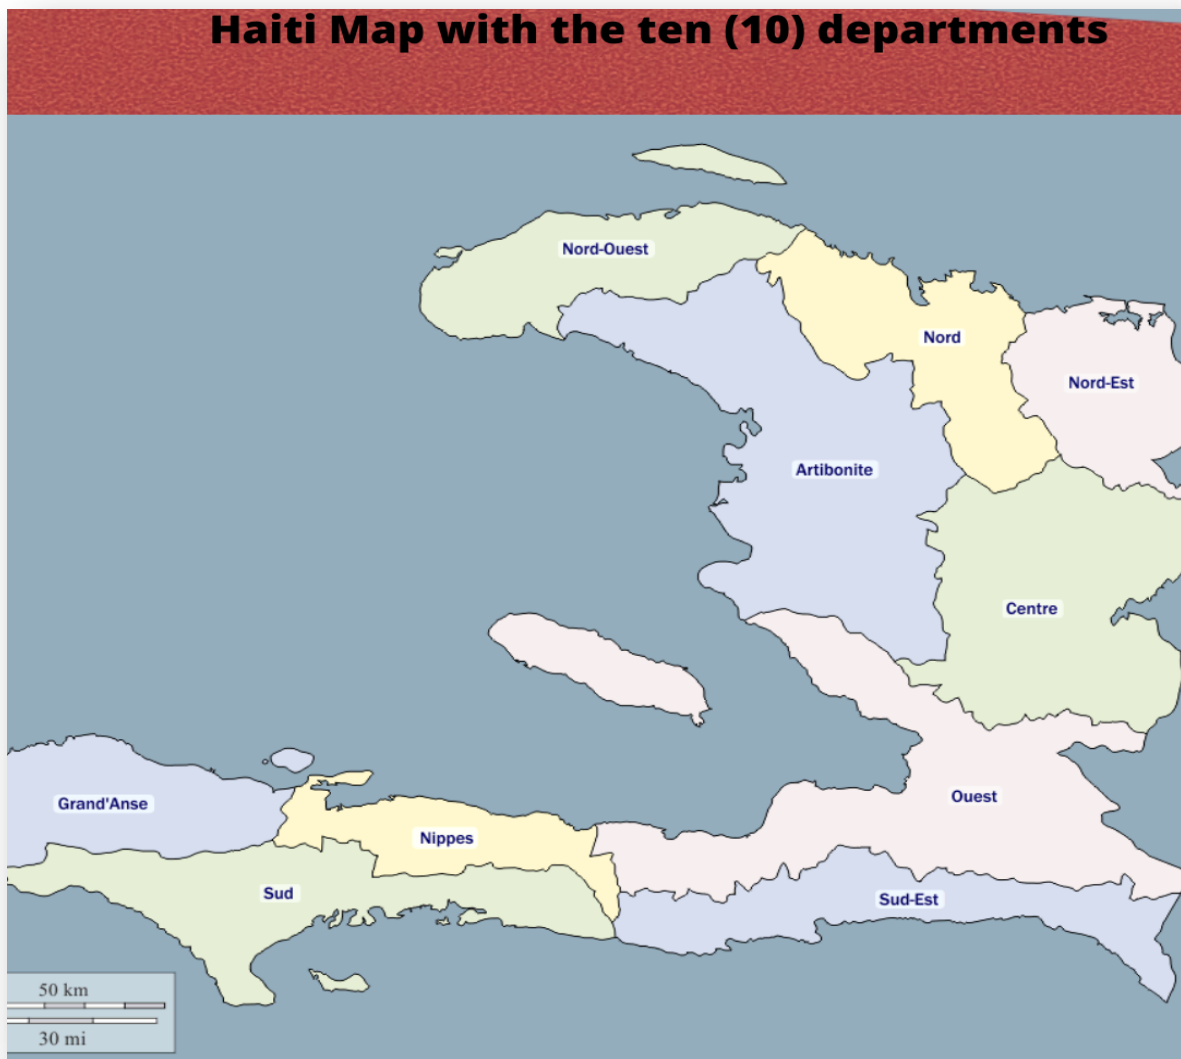 Haiti Map with the ten (10) departments
Nord-Ouest
Nord
Nord-Est
Artibonite
Centre
Ouest
Grand'Anse
Nippes
Sud
Sud-Est
50 km
30 mi